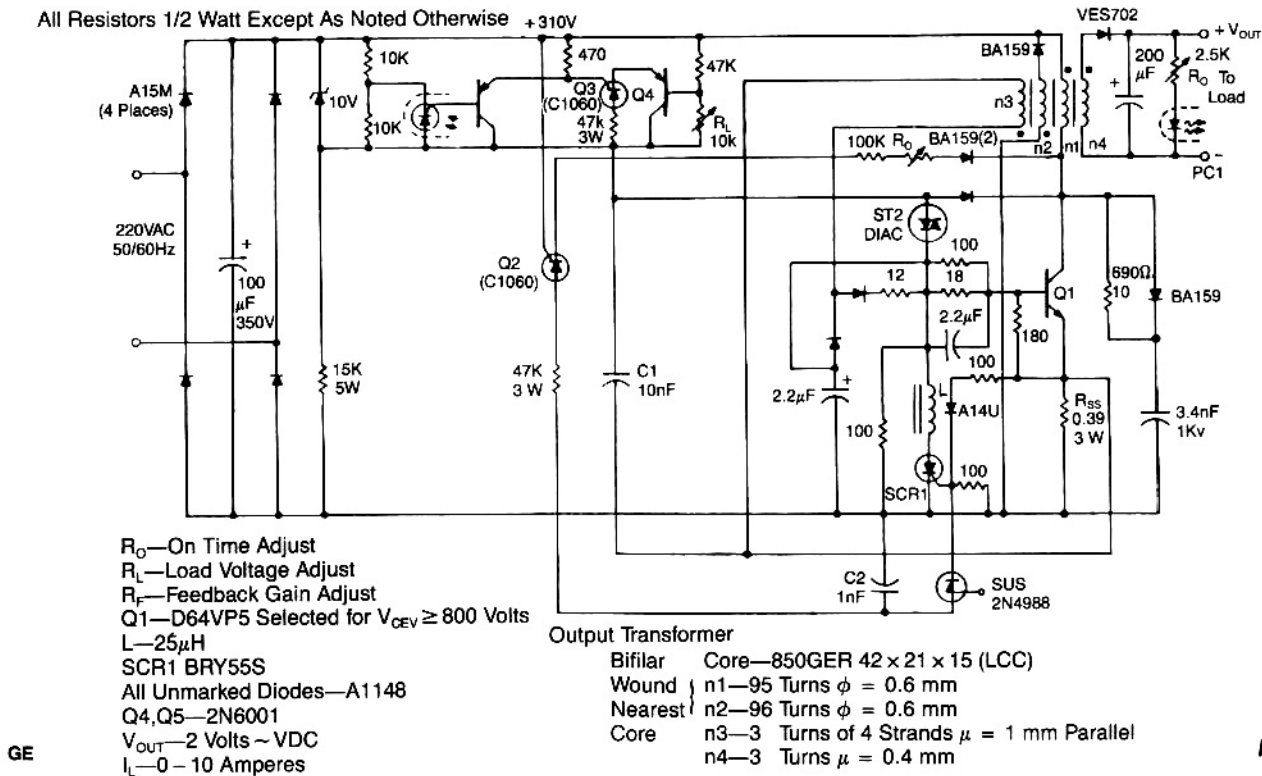 All Resistors 1/2 Watt Except As Noted Otherwise
+310V
VES702
BA159
+ VOUT
A15M
(4 Places)
10K
10V
10K
470
Q3
(C1060)
Q4
47k
3W
47K
RL
10k
n3
n2
n1
n4
200
μF
+
2.5K
RO To
Load
-
PC1
100K
RO
BA159(2)
220VAC
50/60Hz
+
100
μF
350V
Q2
(C1060)
ST2
DIAC
100
12
18
Q1
690Ω
10
BA159
2.2μF
180
15K
5W
47K
3 W
C1
10nF
2.2μF
+
100
100
L
A14U
RSS
0.39
3 W
3.4nF
1Kv
SCR1
100
C2
1nF
SUS
2N4988
RO—On Time Adjust
RL—Load Voltage Adjust
RF—Feedback Gain Adjust
Q1—D64VP5 Selected for VCEV ≥ 800 Volts
L—25μH
SCR1 BRY55S
All Unmarked Diodes—A1148
Q4,Q5—2N6001
VOUT—2 Volts ~ VDC
IL—0 – 10 Amperes
Output Transformer
Bifilar Core—850GER 42 × 21 × 15 (LCC)
Wound n1—95 Turns ϕ = 0.6 mm
Nearest n2—96 Turns ϕ = 0.6 mm
Core n3—3 Turns of 4 Strands μ = 1 mm Parallel
n4—3 Turns μ = 0.4 mm
GE